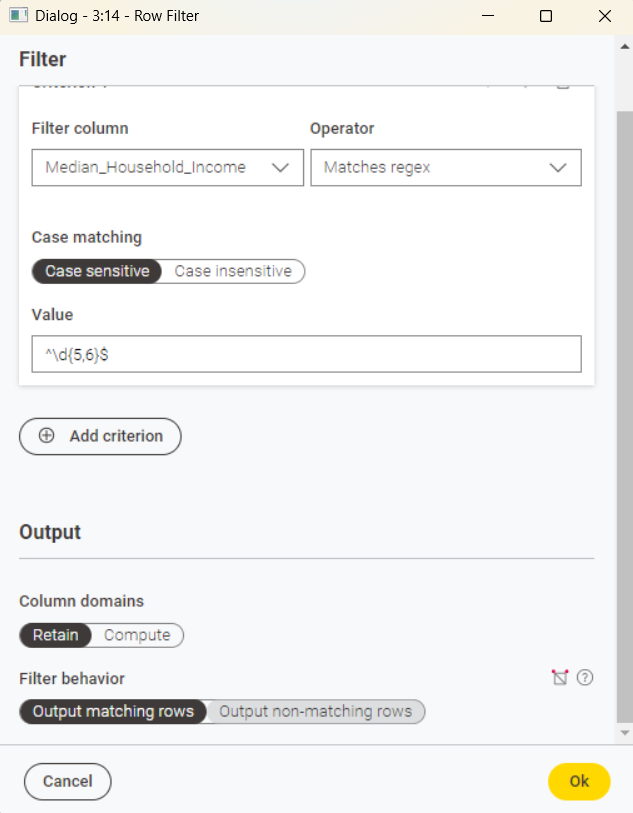 Dialog - 3:14 - Row Filter
Filter
Filter column Operator
Median_Household_Income Matches regex
Case matching
Case sensitive Case insensitive
Value
^\d{5,6}$
Add criterion
Output
Column domains
Retain Compute
Filter behavior ?
Output matching rows Output non-matching rows
Cancel Ok